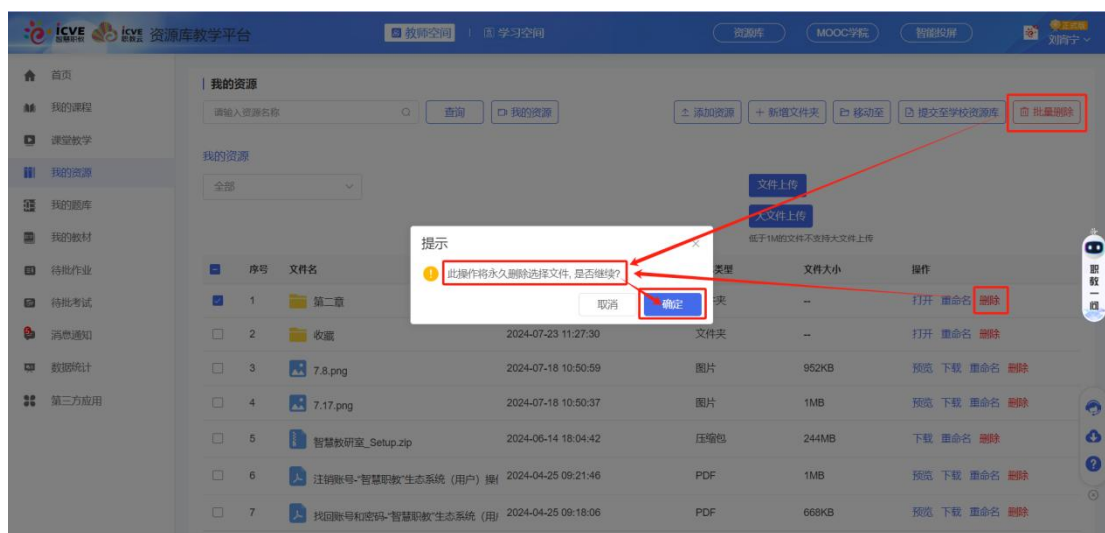 icve 智慧职教 icve 职教云 资源库教学平台 教师空间 学习空间 资源库 MOOC学院 智能投屏 正式版
刘清宁
首页
我的课程
课堂教学
我的资源
我的题库
我的教材
待批作业
待批考试
消息通知
数据统计
第三方应用
我的资源
请输入资源名称 查询 我的资源 添加资源 新增文件夹 移动至 提交至学校资源库 批量删除
我的资源
全部 文件上传
大文件上传
低于1M的文件不支持大文件上传
提示
此操作将永久删除选择文件, 是否继续?
取消 确定
序号 文件名 类型 文件大小 操作
1 第二章 夹 -- 打开 重命名 删除
2 收藏 2024-07-23 11:27:30 文件夹 -- 打开 重命名 删除
3 7.8.png 2024-07-18 10:50:59 图片 952KB 预览 下载 重命名 删除
4 7.17.png 2024-07-18 10:50:37 图片 1MB 预览 下载 重命名 删除
5 智慧教研室_Setup.zip 2024-06-14 18:04:42 压缩包 244MB 下载 重命名 删除
6 注销账号-“智慧职教”生态系统（用户）操 2024-04-25 09:21:46 PDF 1MB 预览 下载 重命名 删除
7 找回账号和密码-“智慧职教”生态系统（用 2024-04-25 09:18:06 PDF 668KB 预览 下载 重命名 删除
职教一问